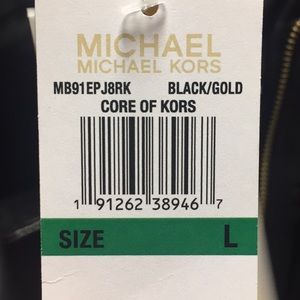 MICHAEL
MICHAEL KORS
MB91EPJ8RK BLACK/GOLD
CORE OF KORS
1 91262 38946 7
SIZE L